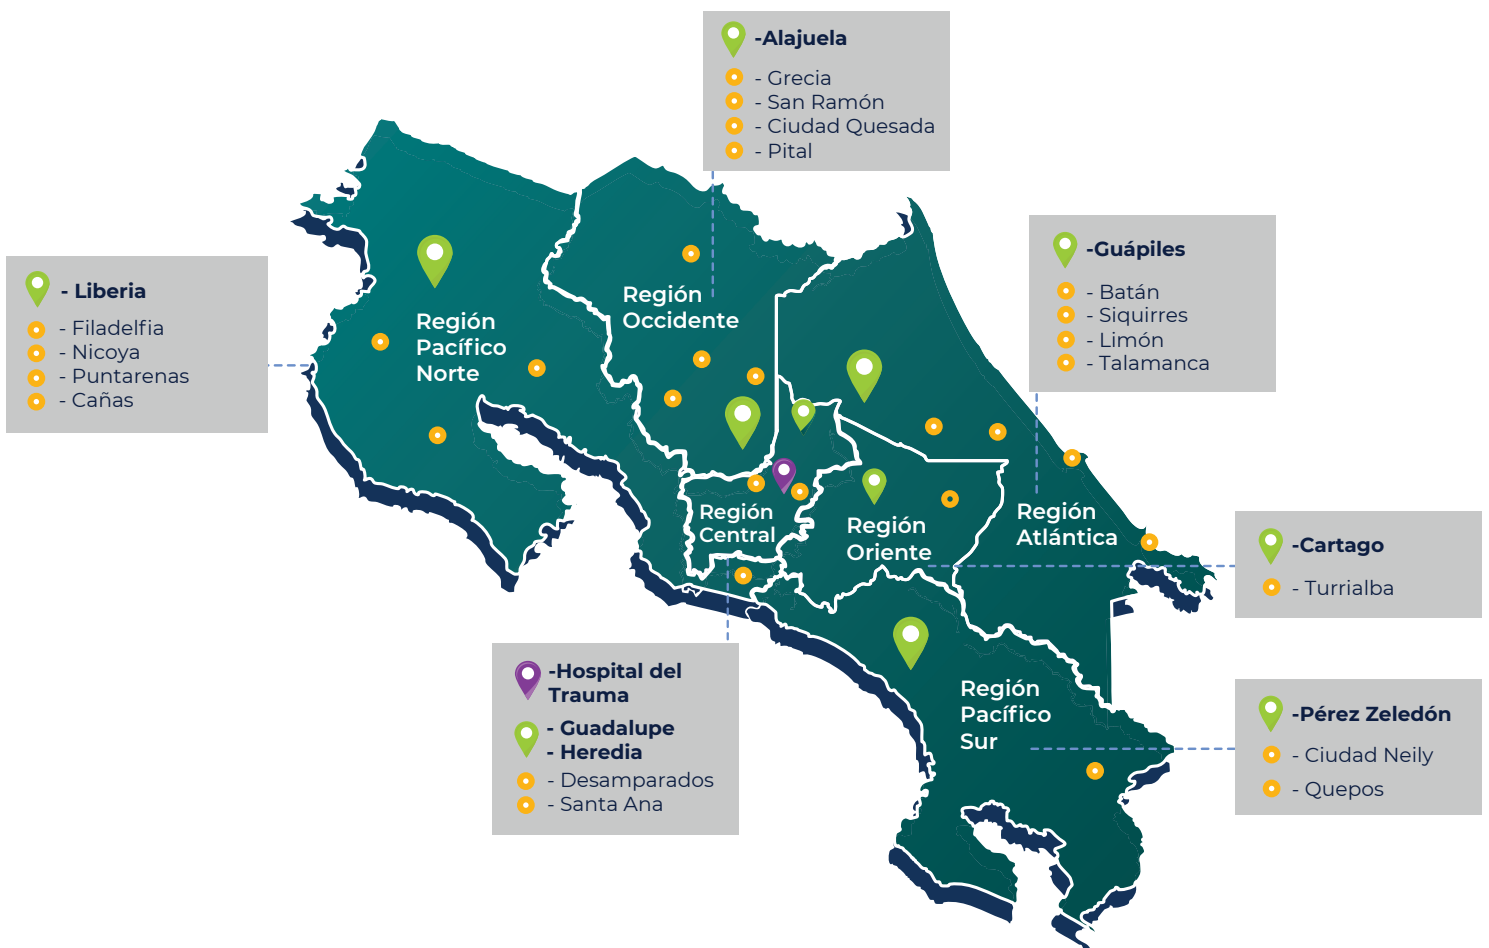 -Alajuela
- Grecia
- San Ramón
- Ciudad Quesada
- Pital
-Guápiles
- Batán
- Siquirres
- Limón
- Talamanca
- Liberia
- Filadelfia
- Nicoya
- Puntarenas
- Cañas
Región
Occidente
Región
Pacífico
Norte
Región
Central
Región
Oriente
Región
Atlántica
-Cartago
- Turrialba
-Hospital del
Trauma
- Guadalupe
- Heredia
- Desamparados
- Santa Ana
Región
Pacífico
Sur
-Pérez Zeledón
- Ciudad Neily
- Quepos